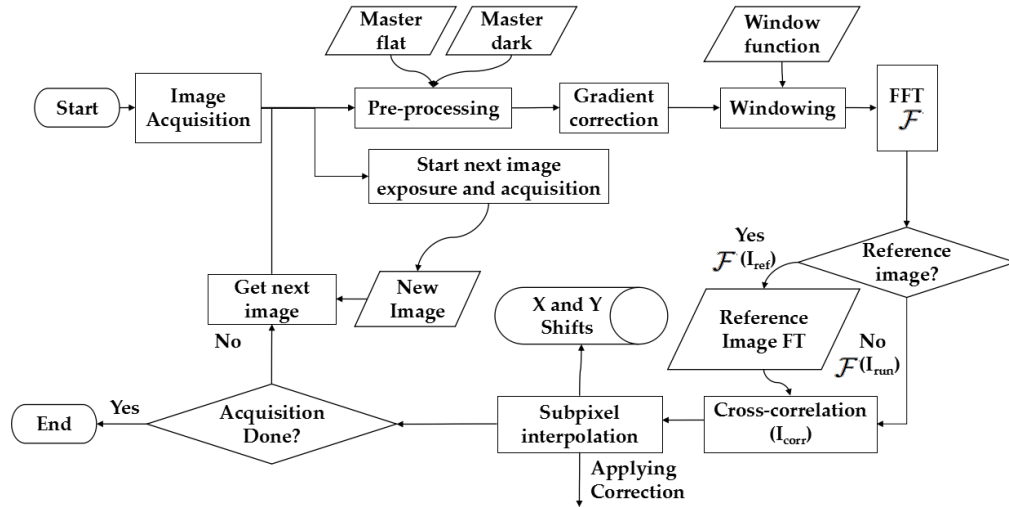 Master
flat
Master
dark
Window
function
Start
Image
Acquisition
Pre-processing
Gradient
correction
Windowing
FFT
ℱ
Start next image
exposure and acquisition
Yes
ℱ (I_ref)
Reference
image?
Get next
image
New
Image
X and Y
Shifts
Reference
Image FT
No
ℱ(I_run)
No
End
Yes
Acquisition
Done?
Subpixel
interpolation
Cross-correlation
(I_corr)
Applying
Correction